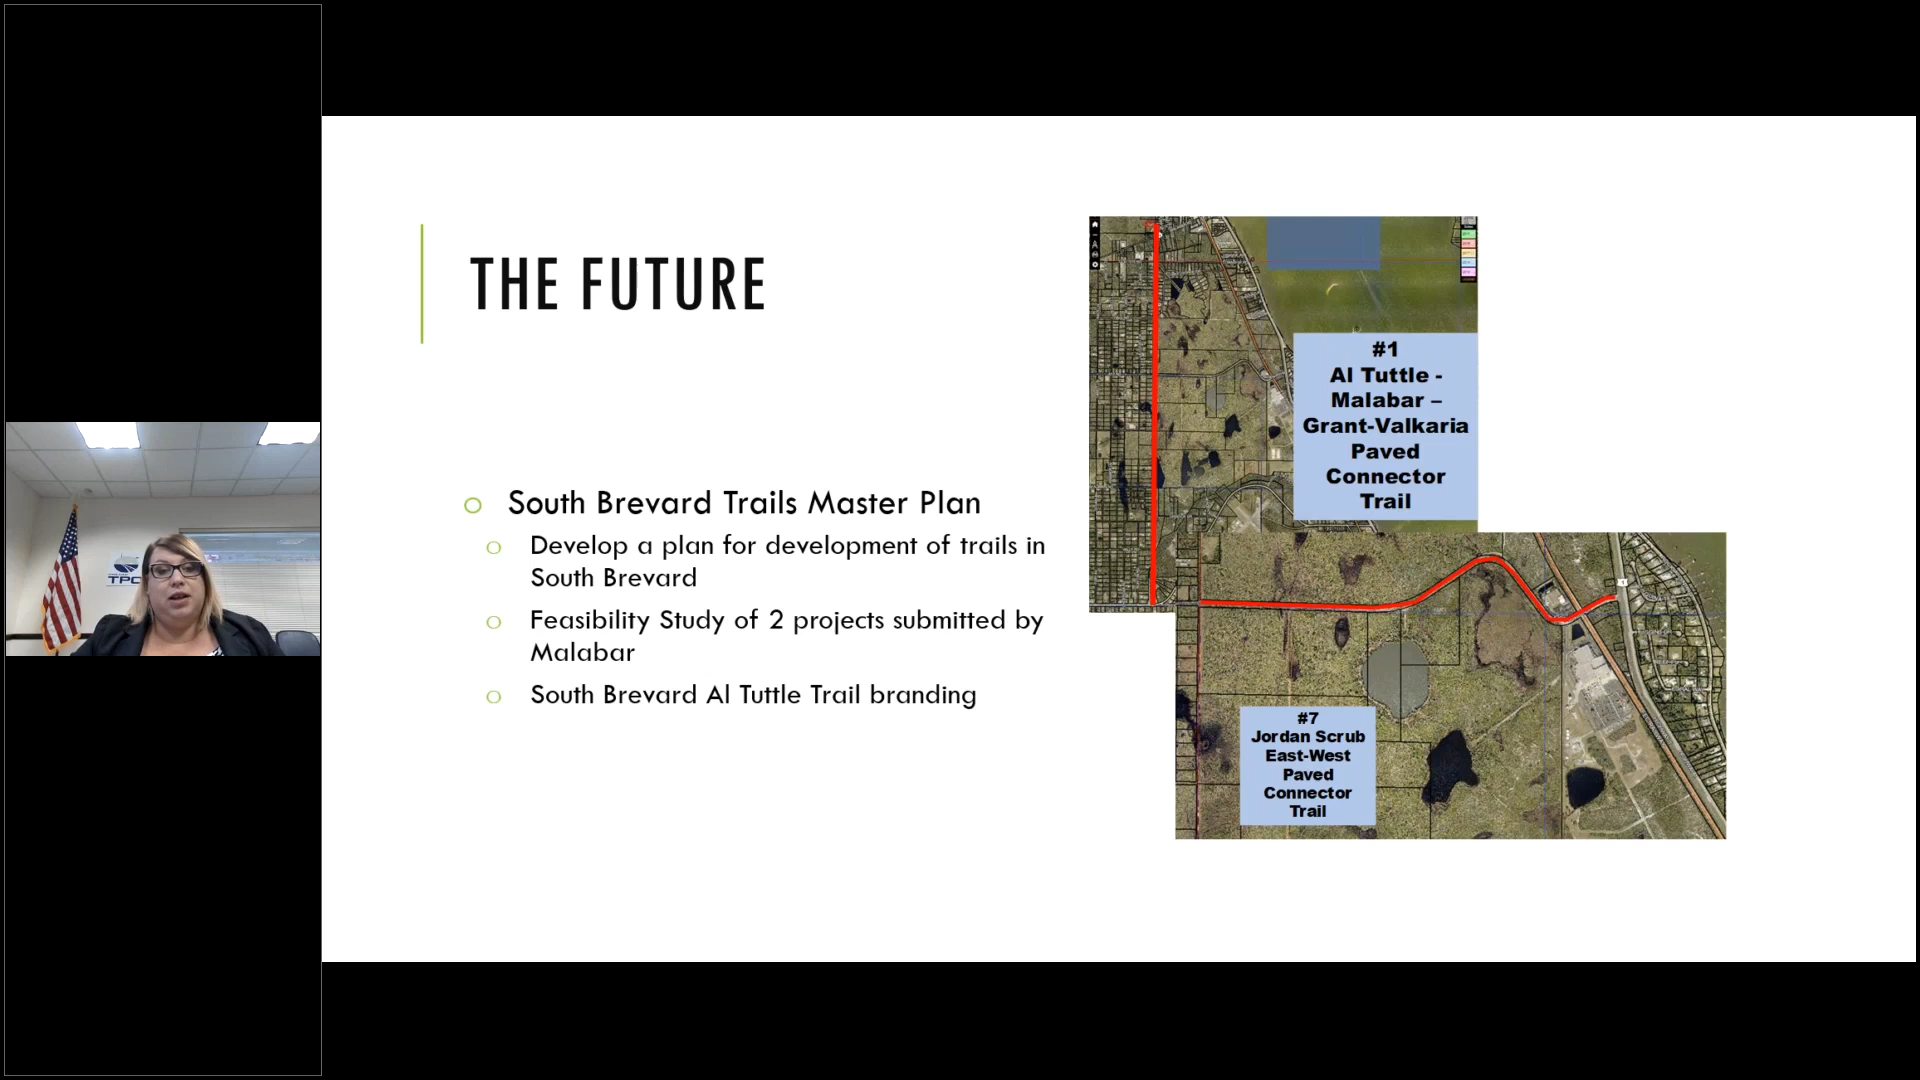 TPO
THE FUTURE
South Brevard Trails Master Plan
Develop a plan for development of trails in
South Brevard
Feasibility Study of 2 projects submitted by
Malabar
South Brevard Al Tuttle Trail branding
#1
Al Tuttle -
Malabar –
Grant-Valkaria
Paved
Connector
Trail
#7
Jordan Scrub
East-West
Paved
Connector
Trail